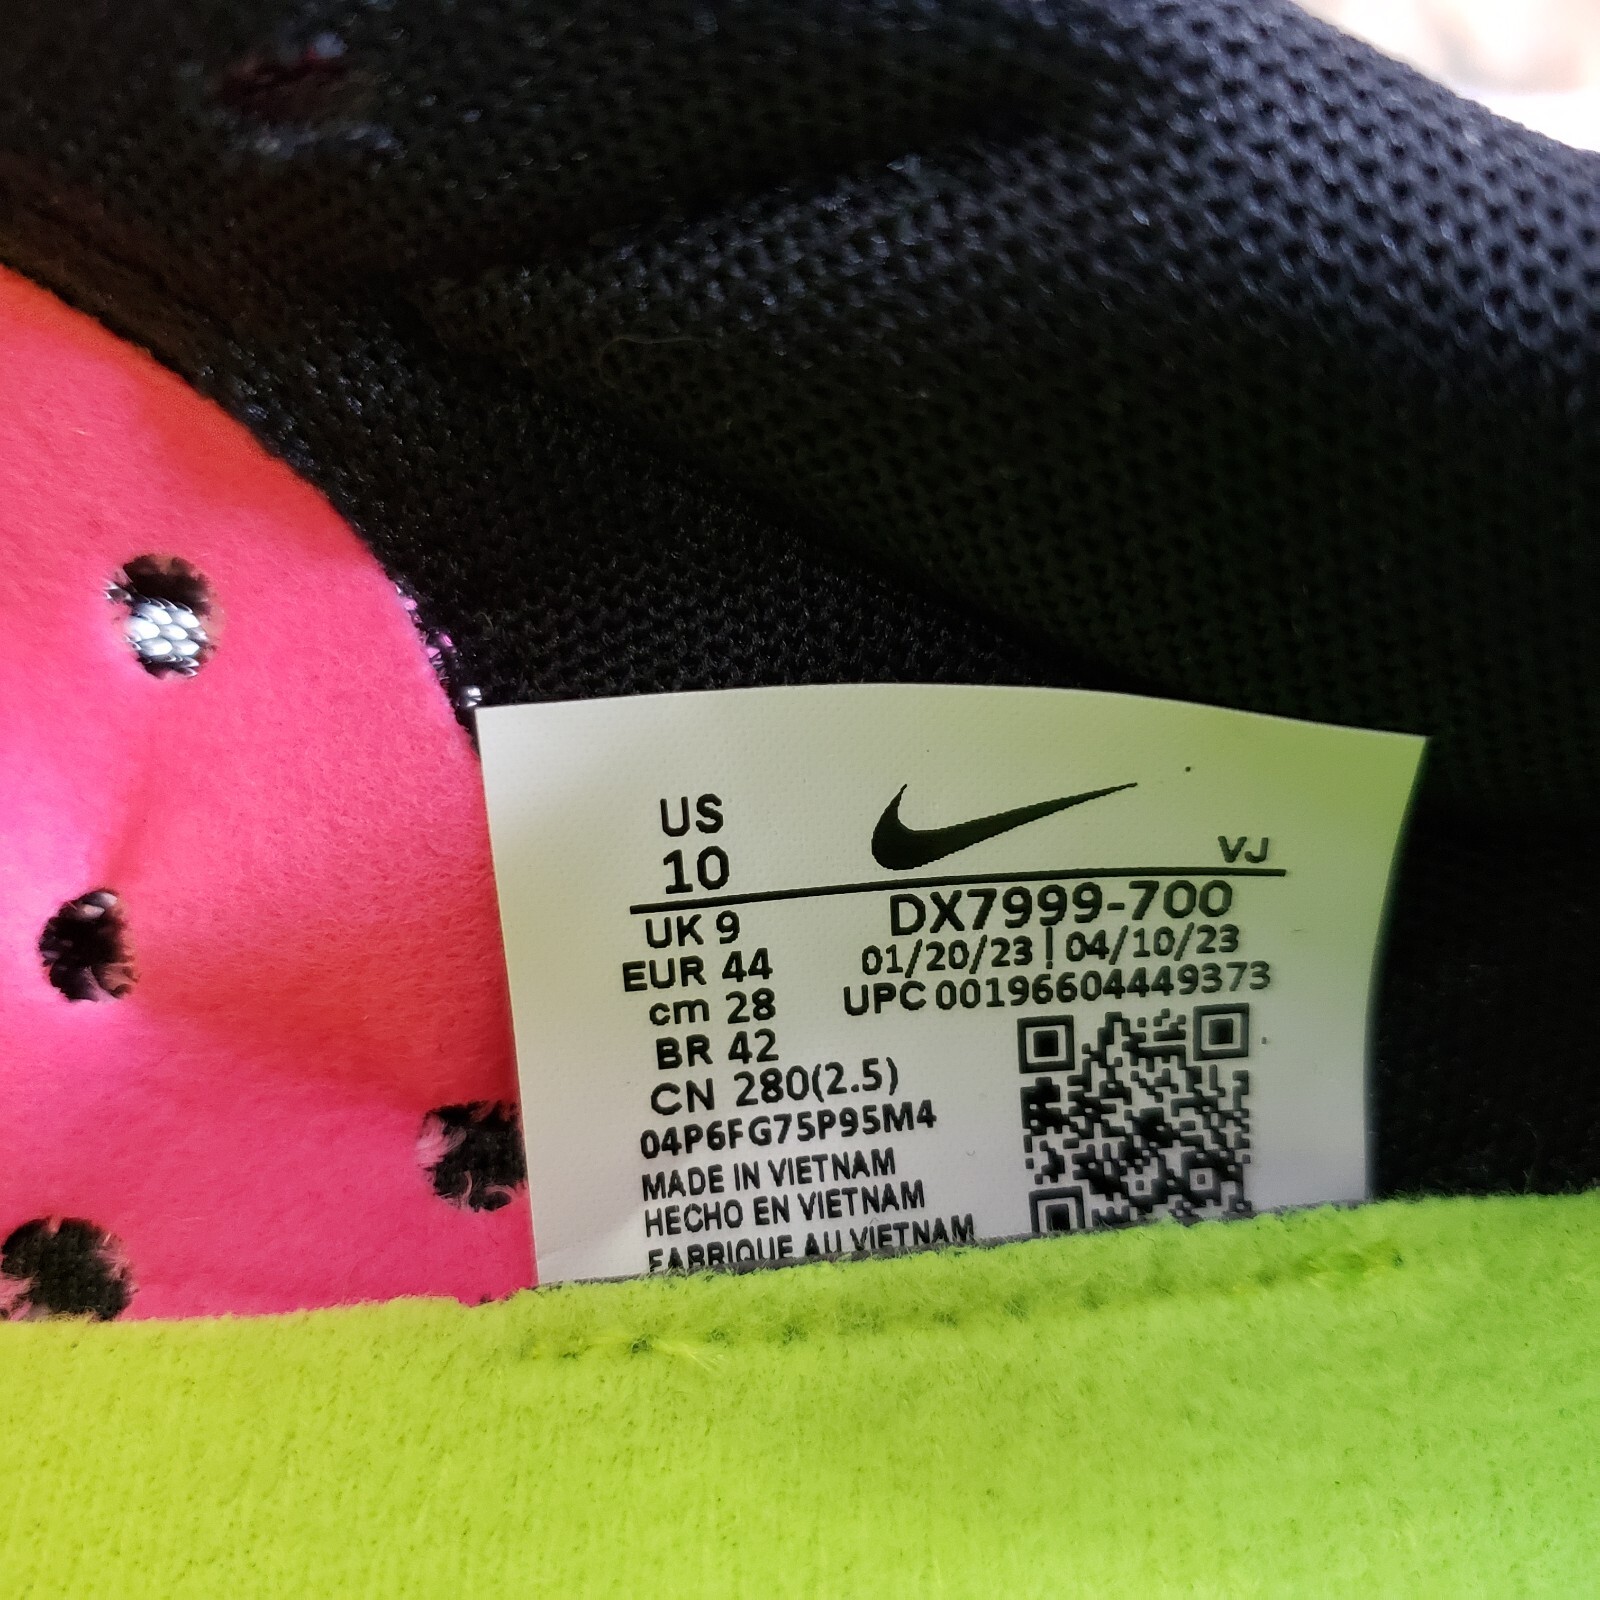 US
10
VJ
UK 9
EUR 44
cm 28
BR 42
CN 280(2.5)
DX7999-700
01/20/23 | 04/10/23
UPC 00196604449373
04P6FG75P95M4
MADE IN VIETNAM
HECHO EN VIETNAM
FABRIQUE AU VIETNAM